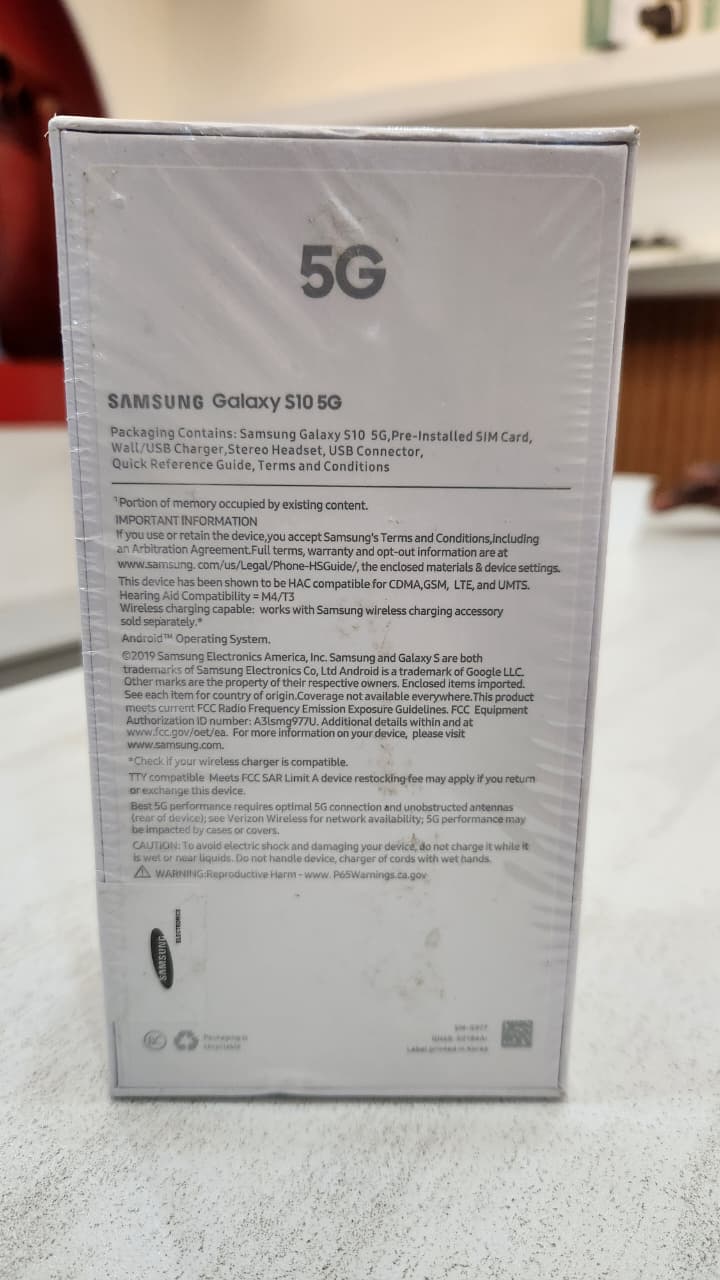 5G
SAMSUNG Galaxy S10 5G
Packaging Contains: Samsung Galaxy S10 5G,Pre-Installed SIM Card,
Wall/USB Charger,Stereo Headset, USB Connector,
Quick Reference Guide, Terms and Conditions
¹Portion of memory occupied by existing content.
IMPORTANT INFORMATION
If you use or retain the device,you accept Samsung's Terms and Conditions,including
an Arbitration Agreement.Full terms, warranty and opt-out information are at
www.samsung. com/us/Legal/Phone-HSGuide/, the enclosed materials & device settings.
This device has been shown to be HAC compatible for CDMA,GSM, LTE, and UMTS.
Hearing Aid Compatibility = M4/T3
Wireless charging capable: works with Samsung wireless charging accessory
sold separately.*
Android™ Operating System.
©2019 Samsung Electronics America, Inc. Samsung and Galaxy S are both
trademarks of Samsung Electronics Co, Ltd Android is a trademark of Google LLC.
Other marks are the property of their respective owners. Enclosed items imported.
See each item for country of origin.Coverage not available everywhere.This product
meets current FCC Radio Frequency Emission Exposure Guidelines. FCC Equipment
Authorization ID number: A3lsmg977U. Additional details within and at
www.fcc.gov/oet/ea. For more information on your device, please visit
www.samsung.com.
*Check if your wireless charger is compatible.
TTY compatible Meets FCC SAR Limit A device restocking fee may apply if you return
or exchange this device.
Best 5G performance requires optimal 5G connection and unobstructed antennas
(rear of device); see Verizon Wireless for network availability; 5G performance may
be impacted by cases or covers.
CAUTION: To avoid electric shock and damaging your device, do not charge it while it
is wet or near liquids. Do not handle device, charger of cords with wet hands.
WARNING:Reproductive Harm - www. P65Warnings.ca.gov
SAMSUNG
ELECTRONICS
Packaging is
recyclable
Label printed in Korea